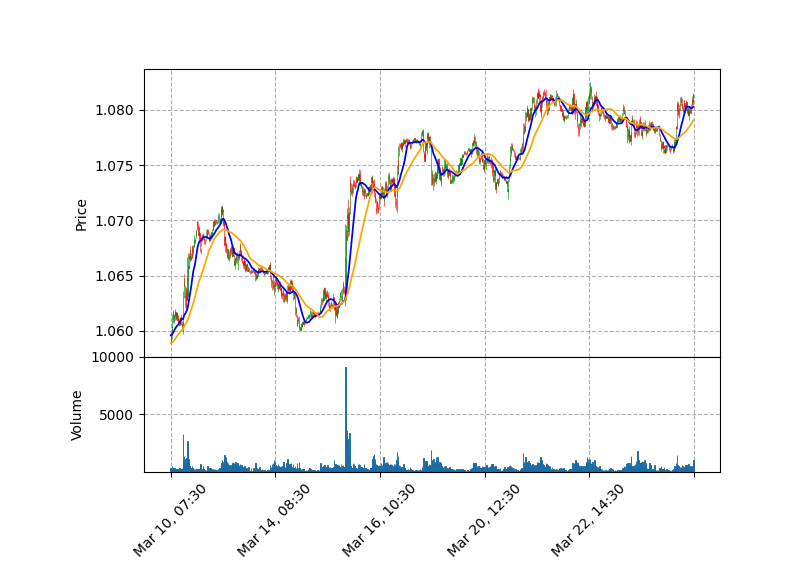 1.080
1.075
1.070
1.065
1.060
Price
10000
5000
Volume
Mar 10, 07:30
Mar 14, 08:30
Mar 16, 10:30
Mar 20, 12:30
Mar 22, 14:30